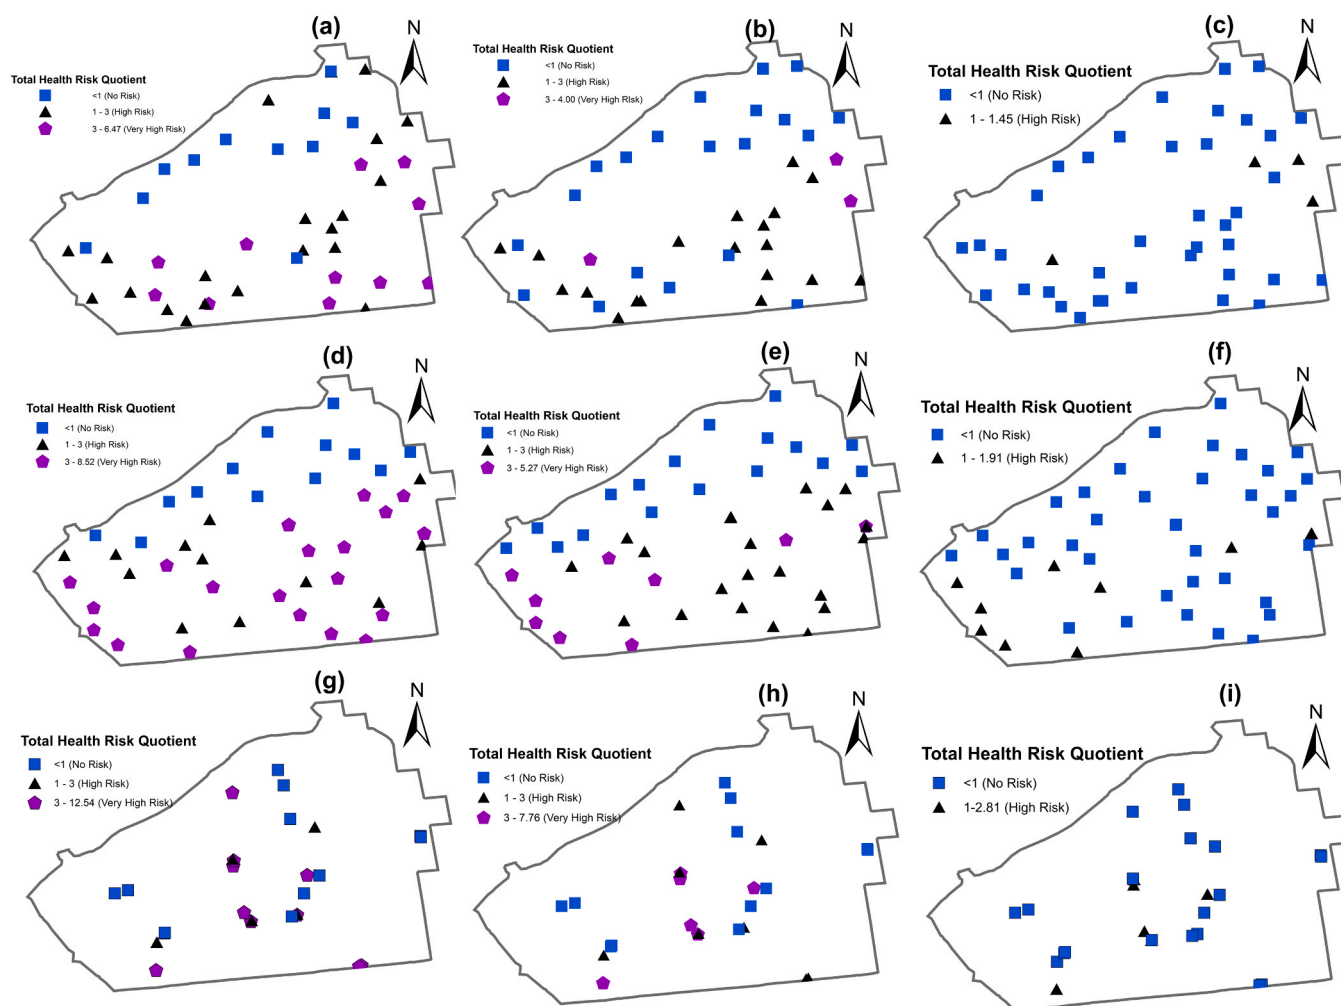 (a)
N
Total Health Risk Quotient
<1 (No Risk)
1 - 3 (High Risk)
3 - 6.47 (Very High Risk)
(b)
N
Total Health Risk Quotient
<1 (No Risk)
1 - 3 (High Risk)
3 - 4.00 (Very High RIsk)
(c)
N
Total Health Risk Quotient
<1 (No Risk)
1 - 1.45 (High Risk)
(d)
N
Total Health Risk Quotient
<1 (No Risk)
1 - 3 (High Risk)
3 - 8.52 (Very High Risk)
(e)
N
Total Health Risk Quotient
<1 (No Risk)
1 - 3 (High Risk)
3 - 5.27 (Very High Risk)
(f)
N
Total Health Risk Quotient
<1 (No Risk)
1 - 1.91 (High Risk)
(g)
N
Total Health Risk Quotient
<1 (No Risk)
1 - 3 (High Risk)
3 - 12.54 (Very High Risk)
(h)
N
Total Health Risk Quotient
<1 (No Risk)
1 - 3 (High Risk)
3 - 7.76 (Very High Risk)
(i)
N
Total Health Risk Quotient
<1 (No Risk)
1-2.81 (High Risk)